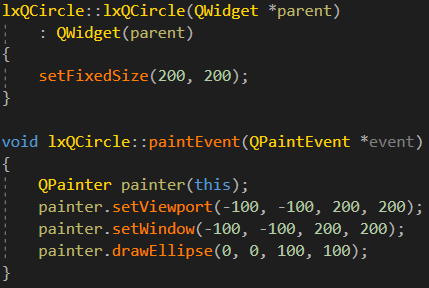 lxQCircle::lxQCircle(QWidget *parent)
    : QWidget(parent)
{
    setFixedSize(200, 200);
}

void lxQCircle::paintEvent(QPaintEvent *event)
{
    QPainter painter(this);
    painter.setViewport(-100, -100, 200, 200);
    painter.setWindow(-100, -100, 200, 200);
    painter.drawEllipse(0, 0, 100, 100);
}